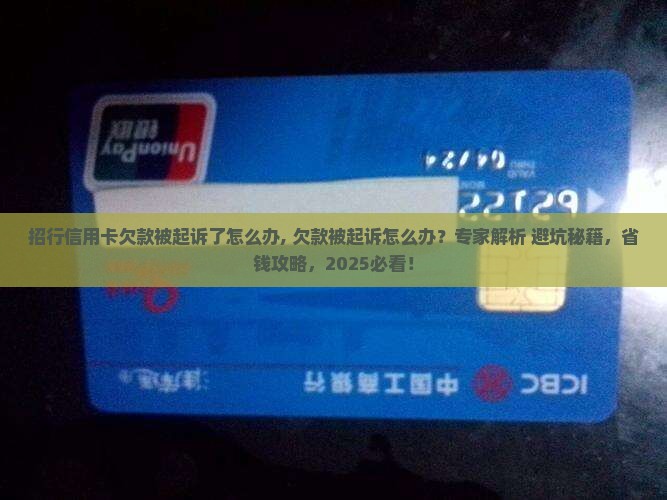 UnionPay
银联
04/24
VALID
THRU
招行信用卡欠款被起诉了怎么办, 欠款被起诉怎么办？专家解析 避坑秘籍，省
钱攻略，2025必看！
ICBC 中国工商银行